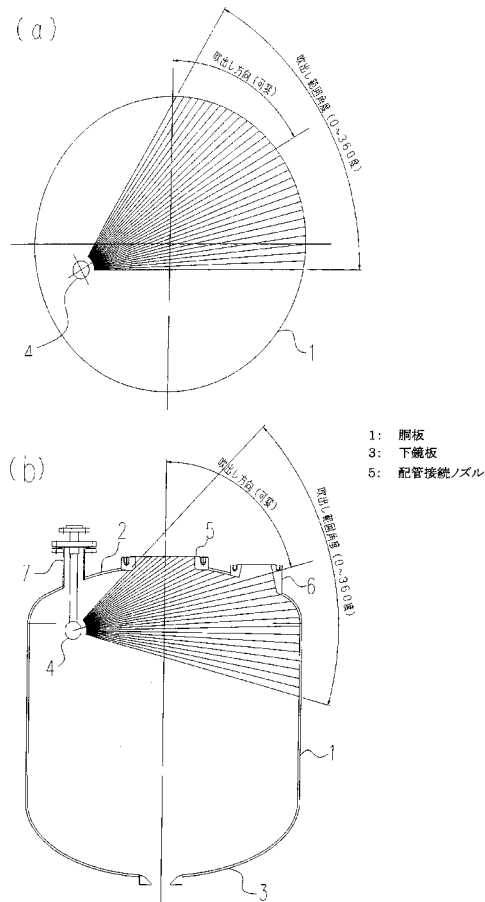 (a)
吹出し方向(可変)
吹出し範囲角度(0~360度)
4
1
1: 胴板
3: 下鏡板
5: 配管接続ノズル
(b)
吹出し方向(可変)
吹出し範囲角度(0~360度)
2
5
7
6
4
1
3